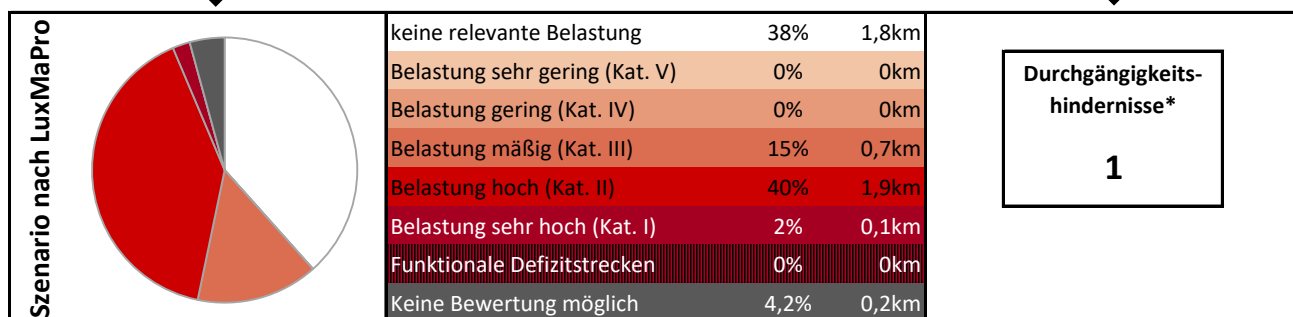 Szenario nach LuxMaPro
keine relevante Belastung 38% 1,8km
Belastung sehr gering (Kat. V) 0% 0km
Belastung gering (Kat. IV) 0% 0km
Belastung mäßig (Kat. III) 15% 0,7km
Belastung hoch (Kat. II) 40% 1,9km
Belastung sehr hoch (Kat. I) 2% 0,1km
Funktionale Defizitstrecken 0% 0km
Keine Bewertung möglich 4,2% 0,2km
Durchgängigkeits-
hindernisse*
1